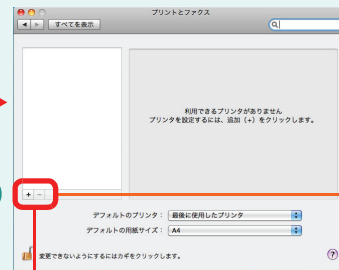 プリントとファクス
すべてを表示
利用できるプリンタがありません
プリンタを設定するには、追加（+）をクリックします。
+ −
デフォルトのプリンタ： 最後に使用したプリンタ
デフォルトの用紙サイズ： A4
変更できないようにするにはカギをクリックします。
?